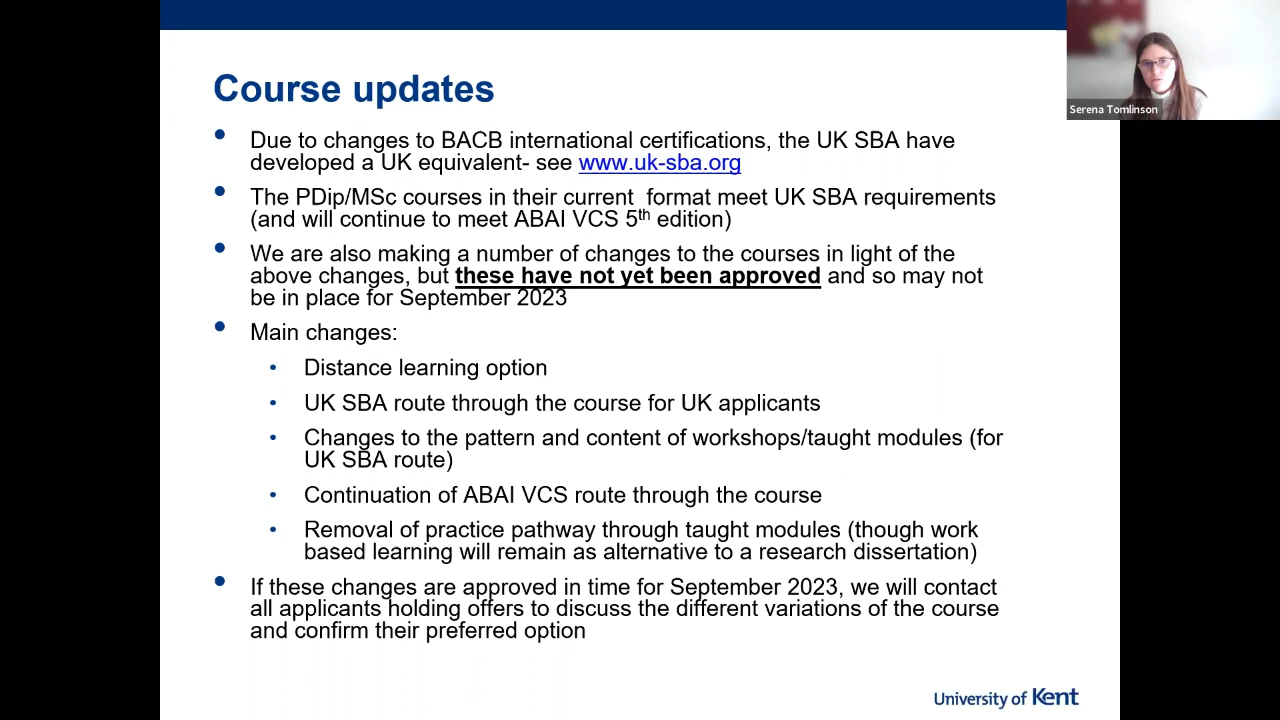 Course updates
Serena Tomlinson
• Due to changes to BACB international certifications, the UK SBA have
developed a UK equivalent- see www.uk-sba.org
• The PDip/MSc courses in their current format meet UK SBA requirements
(and will continue to meet ABAI VCS 5th edition)
• We are also making a number of changes to the courses in light of the
above changes, but these have not yet been approved and so may not
be in place for September 2023
• Main changes:
• Distance learning option
• UK SBA route through the course for UK applicants
• Changes to the pattern and content of workshops/taught modules (for
UK SBA route)
• Continuation of ABAI VCS route through the course
• Removal of practice pathway through taught modules (though work
based learning will remain as alternative to a research dissertation)
• If these changes are approved in time for September 2023, we will contact
all applicants holding offers to discuss the different variations of the course
and confirm their preferred option
University of Kent